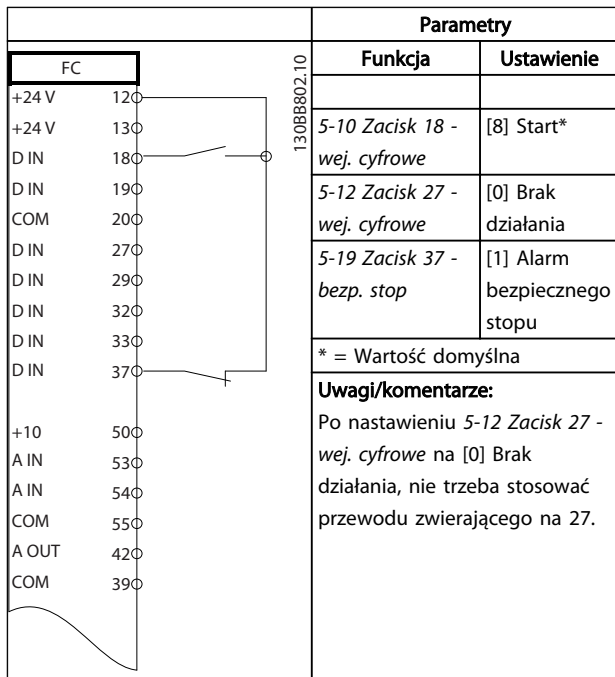 FC
+24 V 12
+24 V 13
D IN 18
D IN 19
COM 20
D IN 27
D IN 29
D IN 32
D IN 33
D IN 37
+10 50
A IN 53
A IN 54
COM 55
A OUT 42
COM 39
130BB802.10
Parametry
Funkcja Ustawienie
5-10 Zacisk 18 - [8] Start*
wej. cyfrowe
5-12 Zacisk 27 - [0] Brak
wej. cyfrowe działania
5-19 Zacisk 37 - [1] Alarm
bezp. stop bezpiecznego
stopu
* = Wartość domyślna
Uwagi/komentarze:
Po nastawieniu 5-12 Zacisk 27 -
wej. cyfrowe na [0] Brak
działania, nie trzeba stosować
przewodu zwierającego na 27.